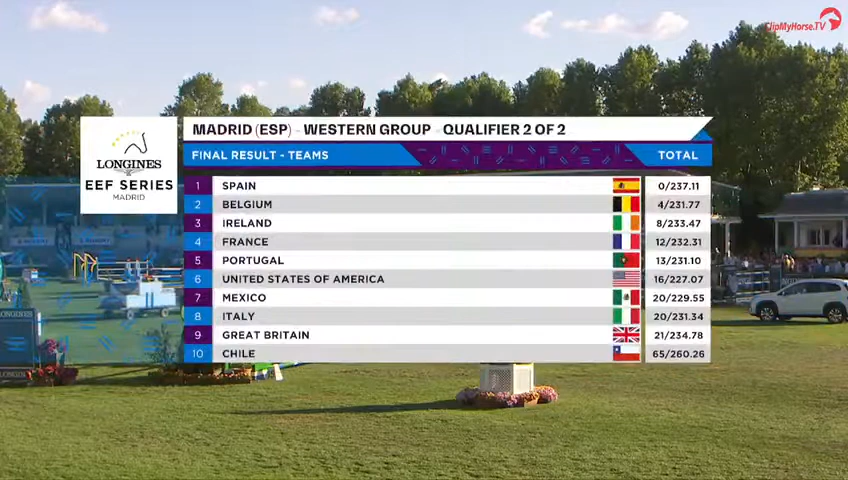 ClipMyHorse.TV
LONGINES
EEF SERIES
MADRID
MADRID (ESP) - WESTERN GROUP - QUALIFIER 2 OF 2
FINAL RESULT - TEAMS TOTAL
1 SPAIN 0/237.11
2 BELGIUM 4/231.77
3 IRELAND 8/233.47
4 FRANCE 12/232.31
5 PORTUGAL 13/231.10
6 UNITED STATES OF AMERICA 16/227.07
7 MEXICO 20/229.55
8 ITALY 20/231.34
9 GREAT BRITAIN 21/234.78
10 CHILE 65/260.26